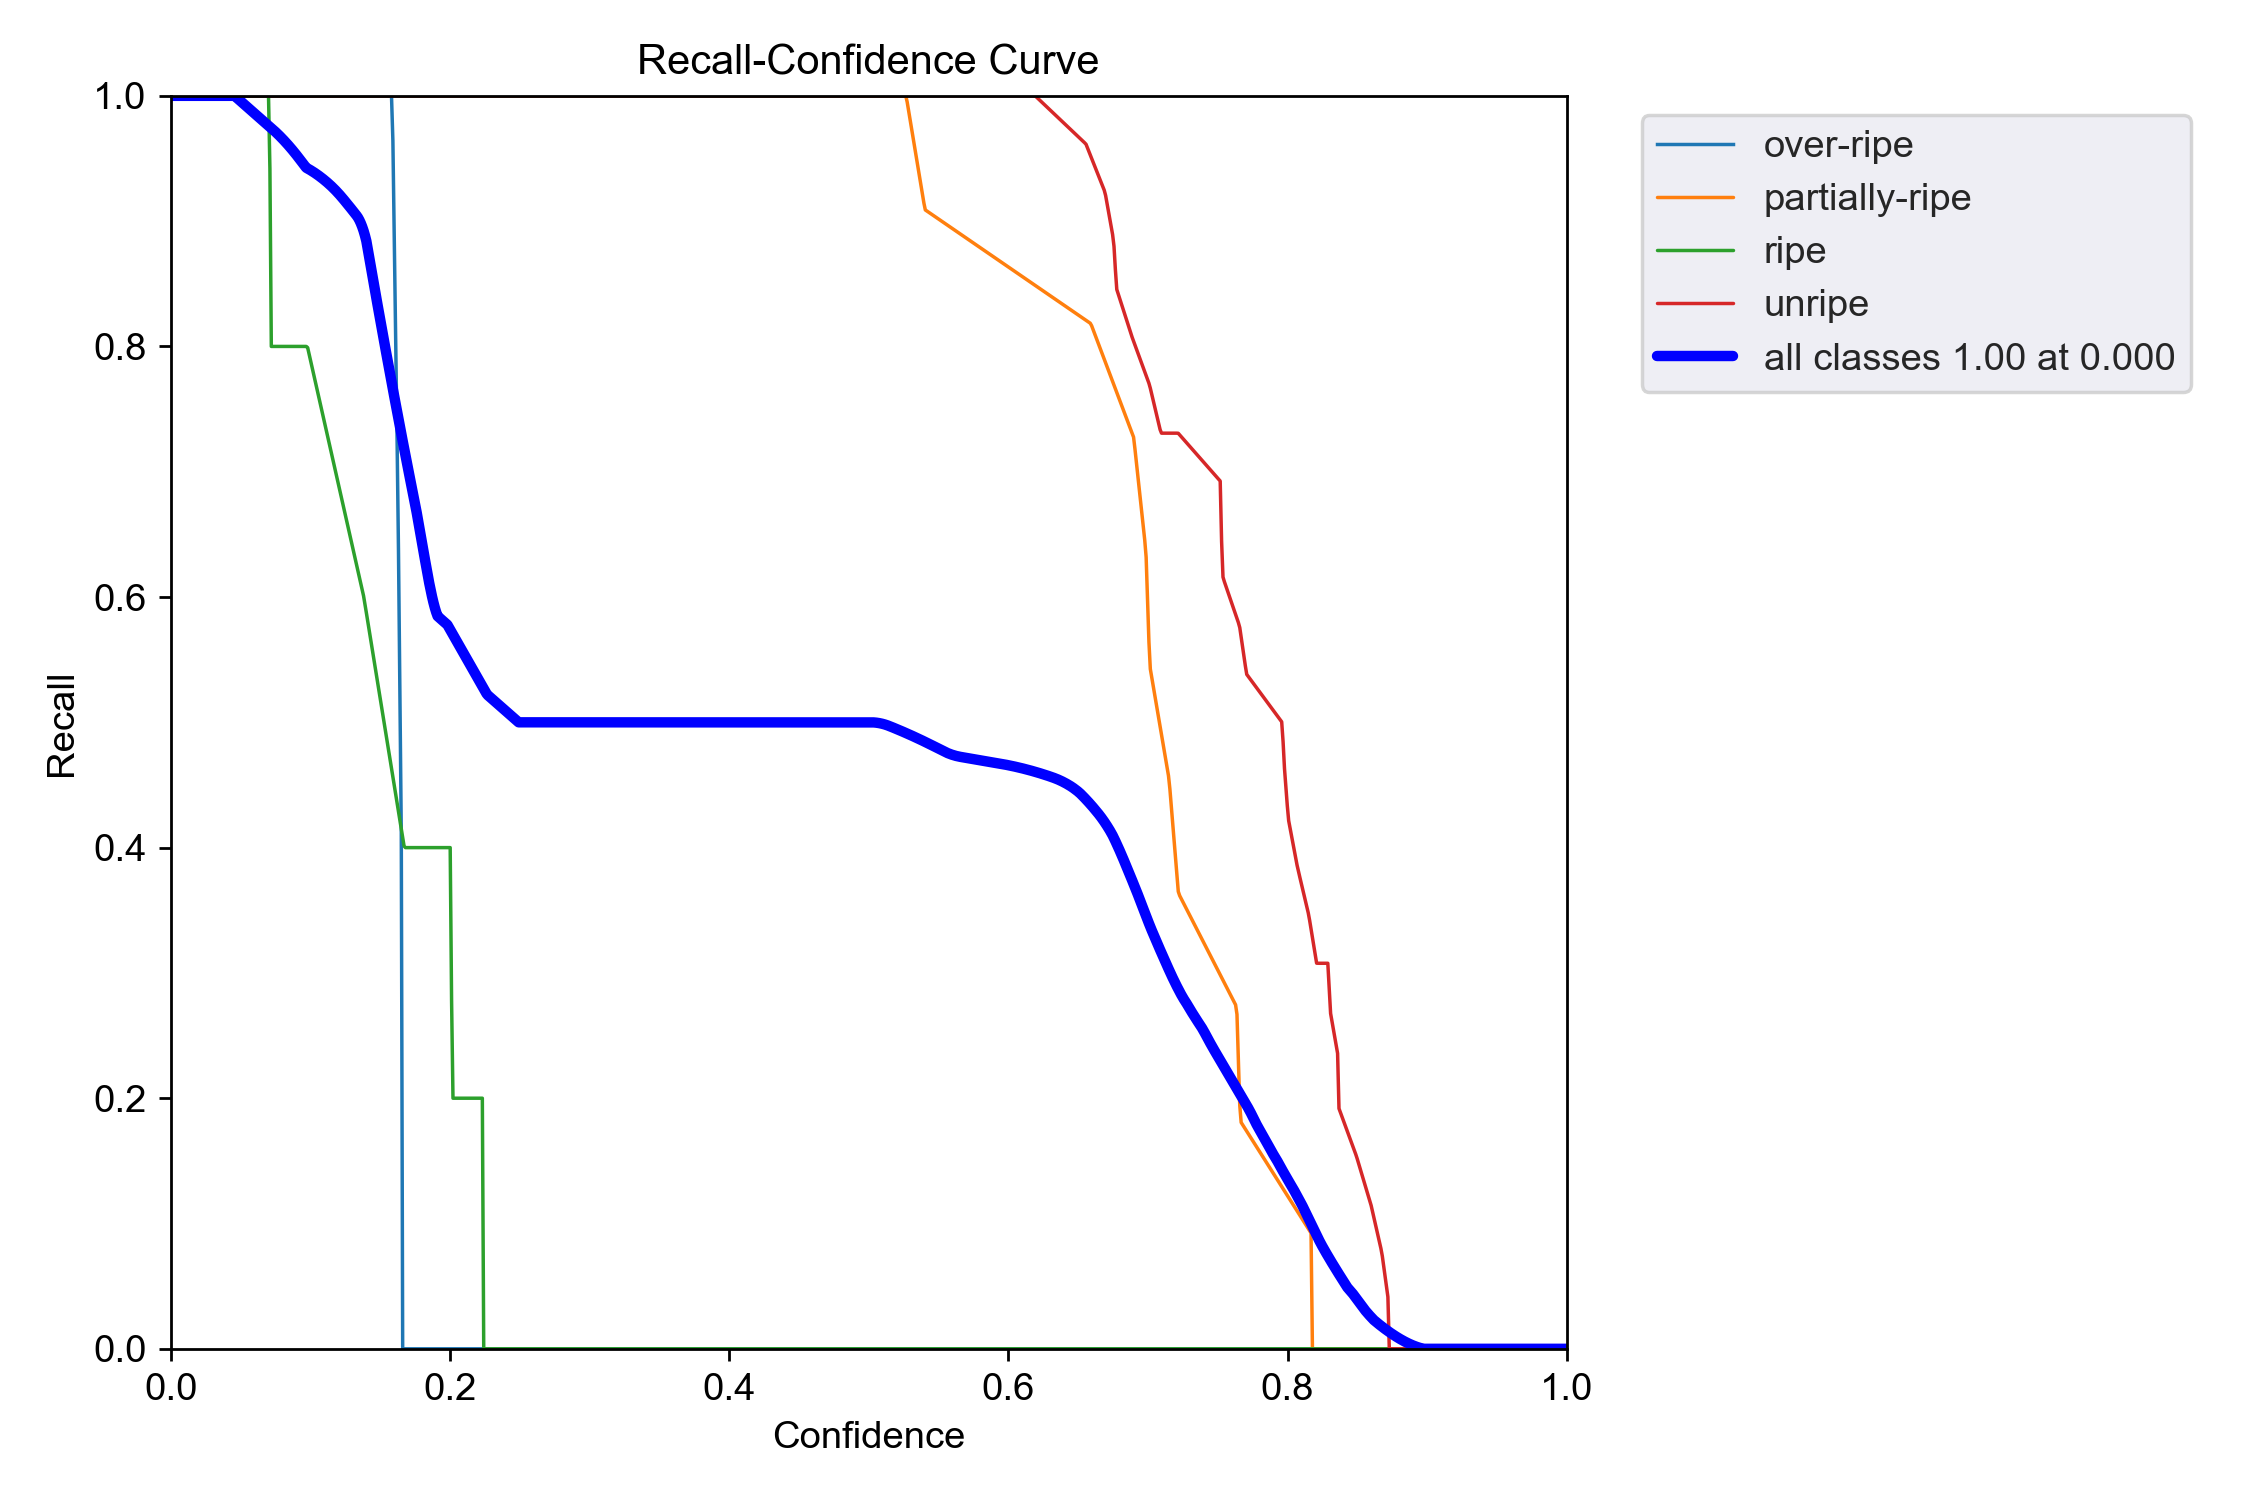 Recall-Confidence Curve
1.0
0.8
0.6
0.4
0.2
0.0
Recall
0.0 0.2 0.4 0.6 0.8 1.0
Confidence
over-ripe
partially-ripe
ripe
unripe
all classes 1.00 at 0.000